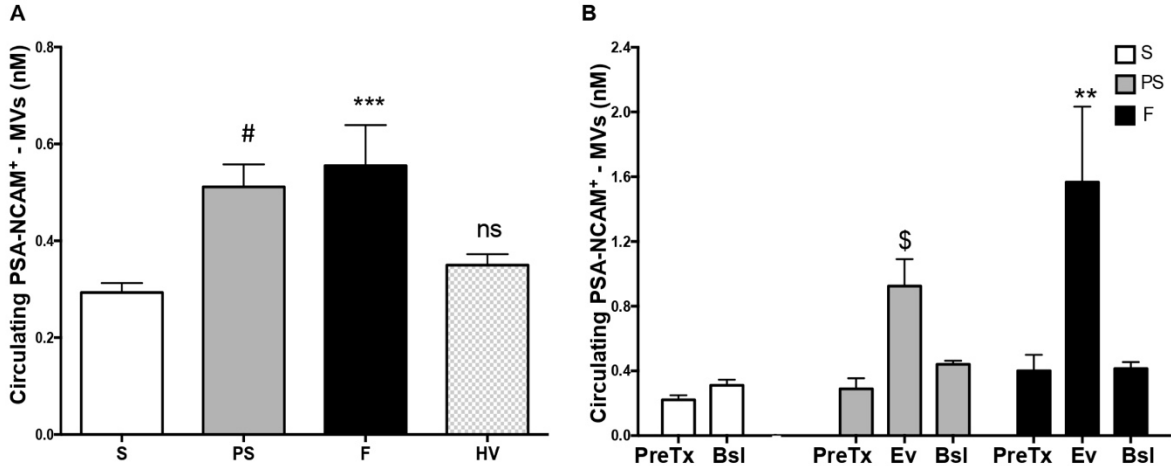 A
Circulating PSA-NCAM⁺ - MVs (nM)
0.8
0.6
0.4
0.2
0.0
#
***
ns
S PS F HV
B
Circulating PSA-NCAM⁺ - MVs (nM)
2.4
2.0
1.6
1.2
0.8
0.4
0.0
S
PS
F
$
**
PreTx Bsl PreTx Ev Bsl PreTx Ev Bsl